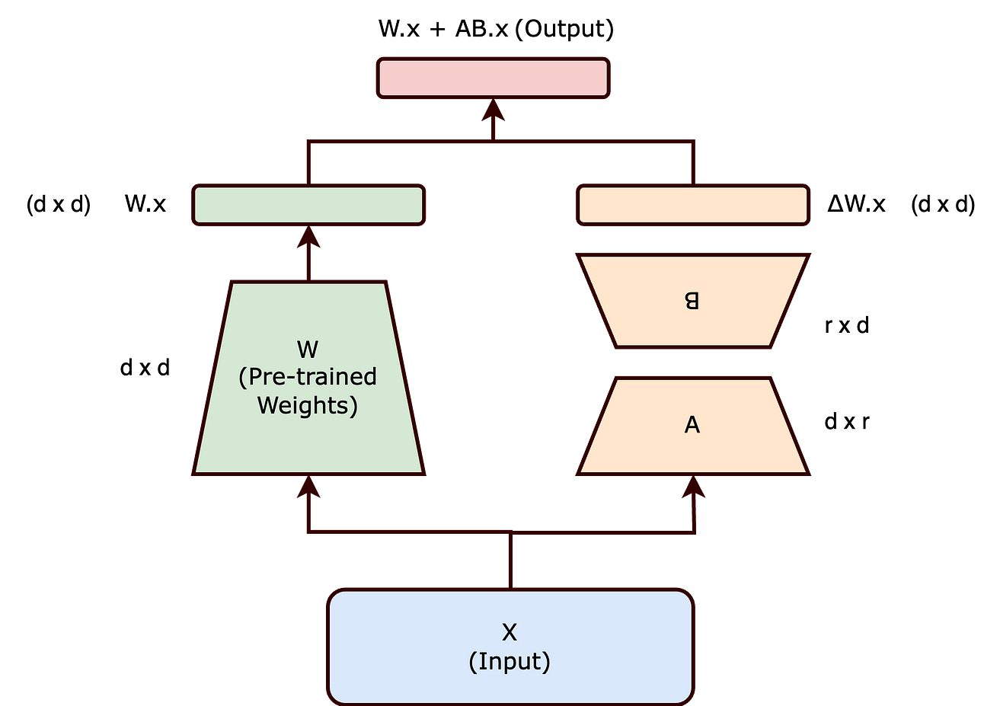 W.x + AB.x (Output)
(d x d) W.x
ΔW.x (d x d)
B
r x d
W
(Pre-trained
Weights)
d x d
A
d x r
X
(Input)